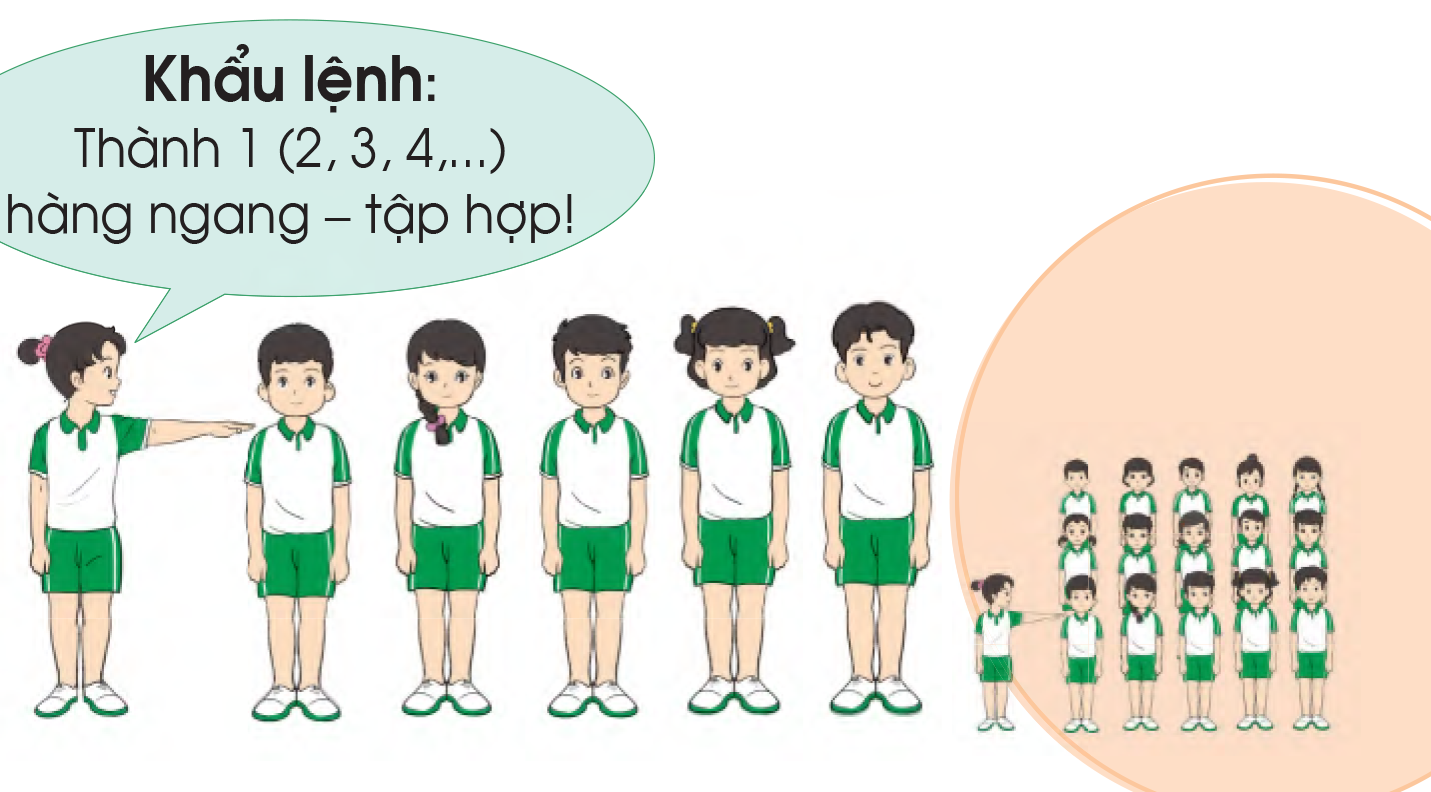 Khẩu lệnh:
Thành 1 (2, 3, 4,...)
hàng ngang – tập hợp!